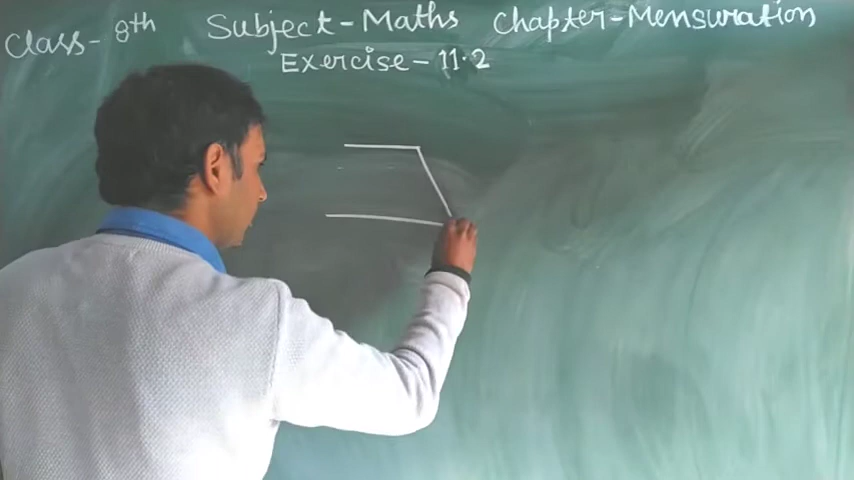 Class- 8th Subject-Maths Chapter-Mensuration
Exercise-11.2